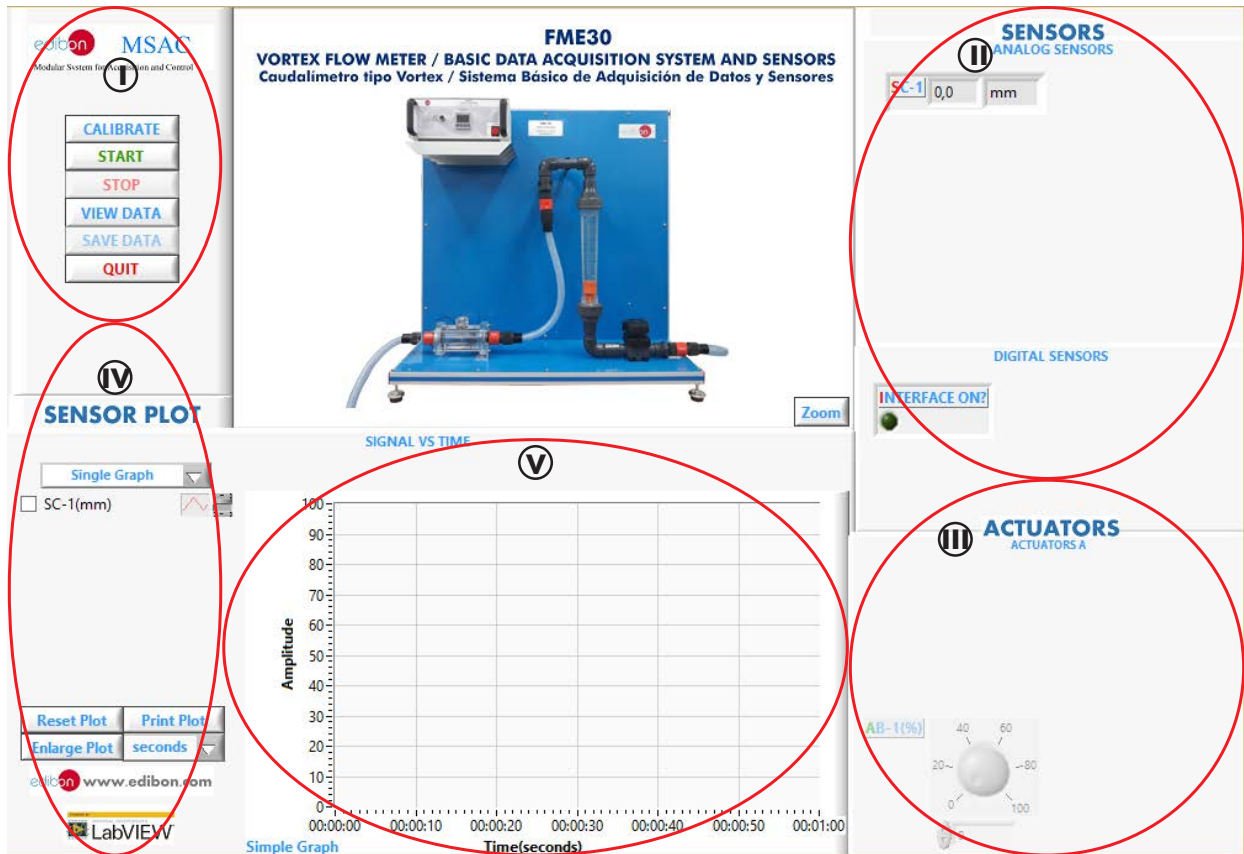 edibon MSAC
Modular System for Acquisition and Control
I
CALIBRATE
START
STOP
VIEW DATA
SAVE DATA
QUIT
FME30
VORTEX FLOW METER / BASIC DATA ACQUISITION SYSTEM AND SENSORS
Caudalímetro tipo Vortex / Sistema Básico de Adquisición de Datos y Sensores
Zoom
SENSORS
ANALOG SENSORS
II
SC-1 0,0 mm
DIGITAL SENSORS
INTERFACE ON?
IV
SENSOR PLOT
Single Graph
SC-1(mm)
Reset Plot Print Plot
Enlarge Plot seconds
edibon www.edibon.com
LabVIEW
SIGNAL VS TIME
V
Amplitude
100
90
80
70
60
50
40
30
20
10
0
00:00:00 00:00:10 00:00:20 00:00:30 00:00:40 00:00:50 00:01:00
Simple Graph Time(seconds)
III
ACTUATORS
ACTUATORS A
AB-1(%)
0 20 40 60 80 100